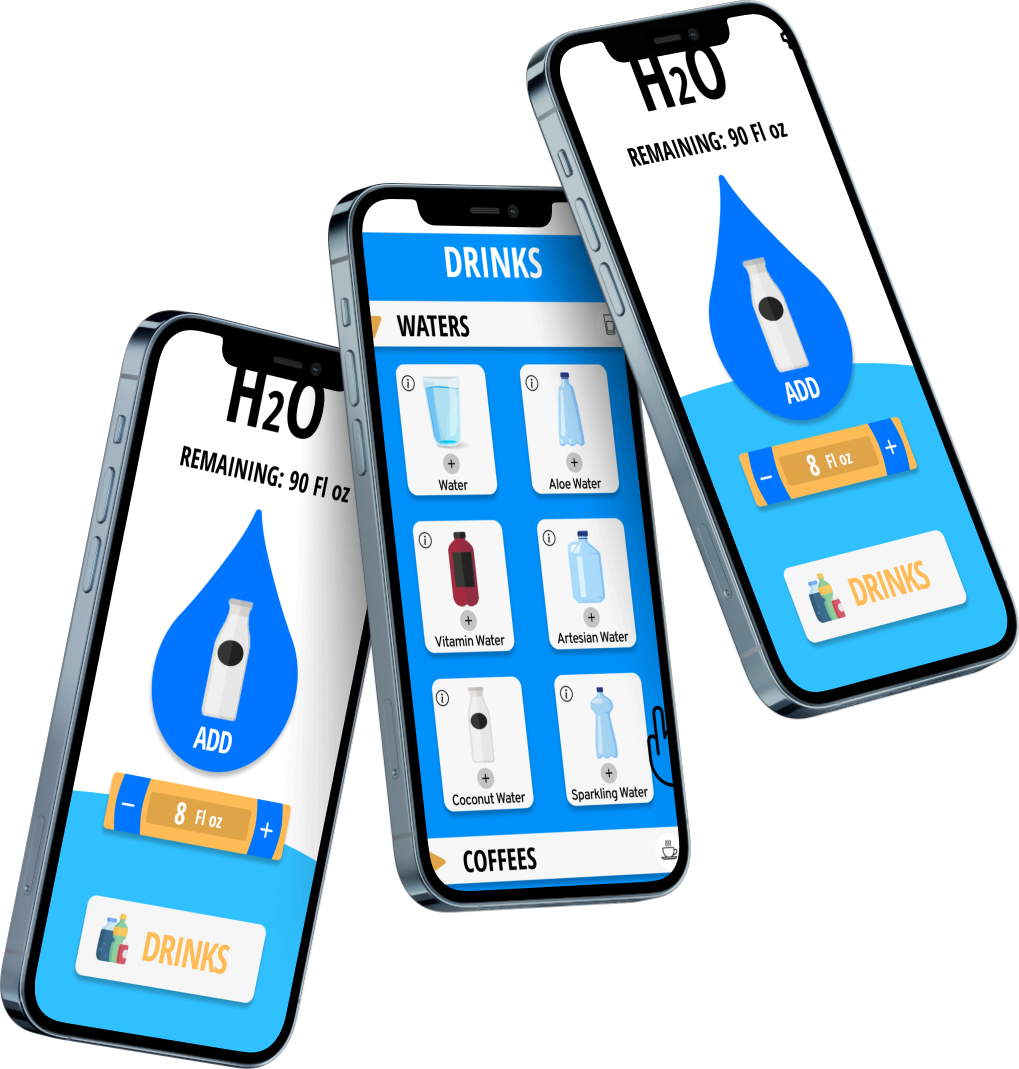 H2O
REMAINING: 90 Fl oz
ADD
− 8 Fl oz +
DRINKS
DRINKS
WATERS
Water
Aloe Water
Vitamin Water
Artesian Water
Coconut Water
Sparkling Water
COFFEES
H2O
REMAINING: 90 Fl oz
ADD
− 8 Fl oz +
DRINKS